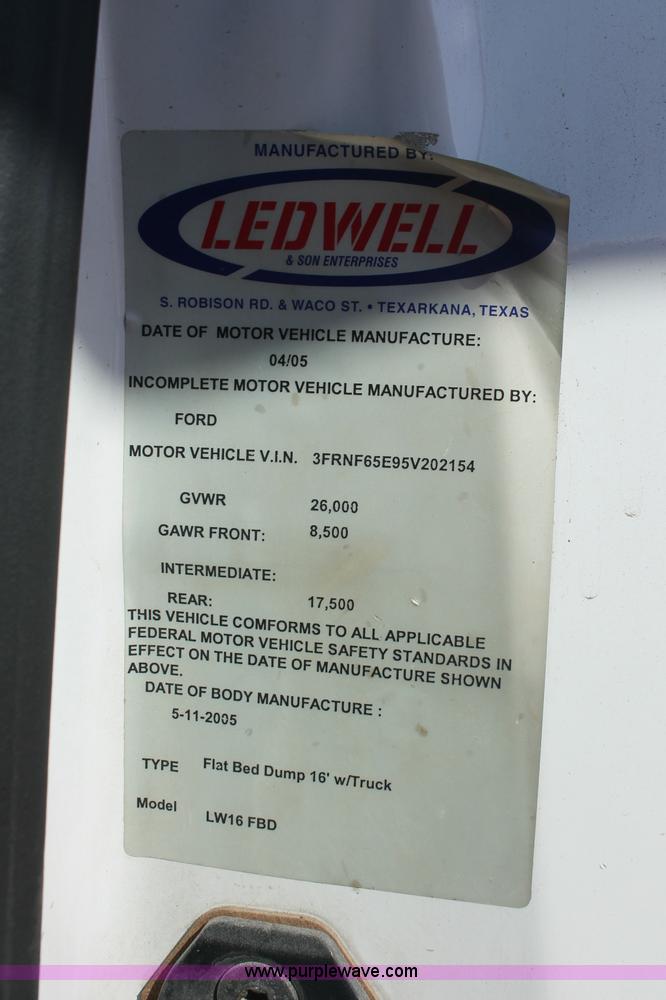 MANUFACTURED BY:
LEDWELL
& SON ENTERPRISES
S. ROBISON RD. & WACO ST. • TEXARKANA, TEXAS
DATE OF MOTOR VEHICLE MANUFACTURE:
04/05
INCOMPLETE MOTOR VEHICLE MANUFACTURED BY:
FORD
MOTOR VEHICLE V.I.N. 3FRNF65E95V202154
GVWR 26,000
GAWR FRONT: 8,500
INTERMEDIATE:
REAR: 17,500
THIS VEHICLE COMFORMS TO ALL APPLICABLE
FEDERAL MOTOR VEHICLE SAFETY STANDARDS IN
EFFECT ON THE DATE OF MANUFACTURE SHOWN
ABOVE.
DATE OF BODY MANUFACTURE :
5-11-2005
TYPE Flat Bed Dump 16' w/Truck
Model LW16 FBD
www.purplewave.com